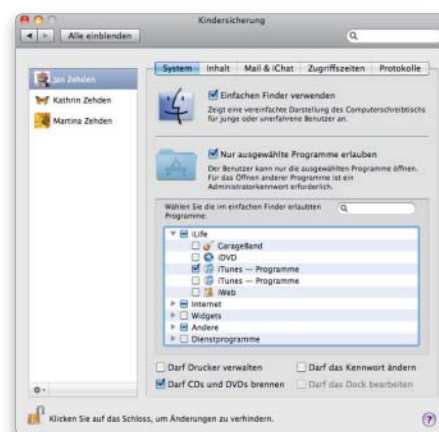 Kindersicherung
Alle einblenden
Jan Zehden
Kathrin Zehden
Martina Zehden
System Inhalt Mail & iChat Zugriffszeiten Protokolle
Einfachen Finder verwenden
Zeigt eine vereinfachte Darstellung des Computerschreibtischs
für junge oder unerfahrene Benutzer an.
Nur ausgewählte Programme erlauben
Der Benutzer kann nur die ausgewählten Programme öffnen.
Für das Öffnen anderer Programme ist ein
Administratorkennwort erforderlich.
Wählen Sie die im einfachen Finder erlaubten
Programme:
iLife
GarageBand
iDVD
iTunes — Programme
iTunes — Programme
iWeb
Internet
Widgets
Andere
Dienstprogramme
Darf Drucker verwalten Darf das Kennwort ändern
Darf CDs und DVDs brennen Darf das Dock bearbeiten
Klicken Sie auf das Schloss, um Änderungen zu verhindern.